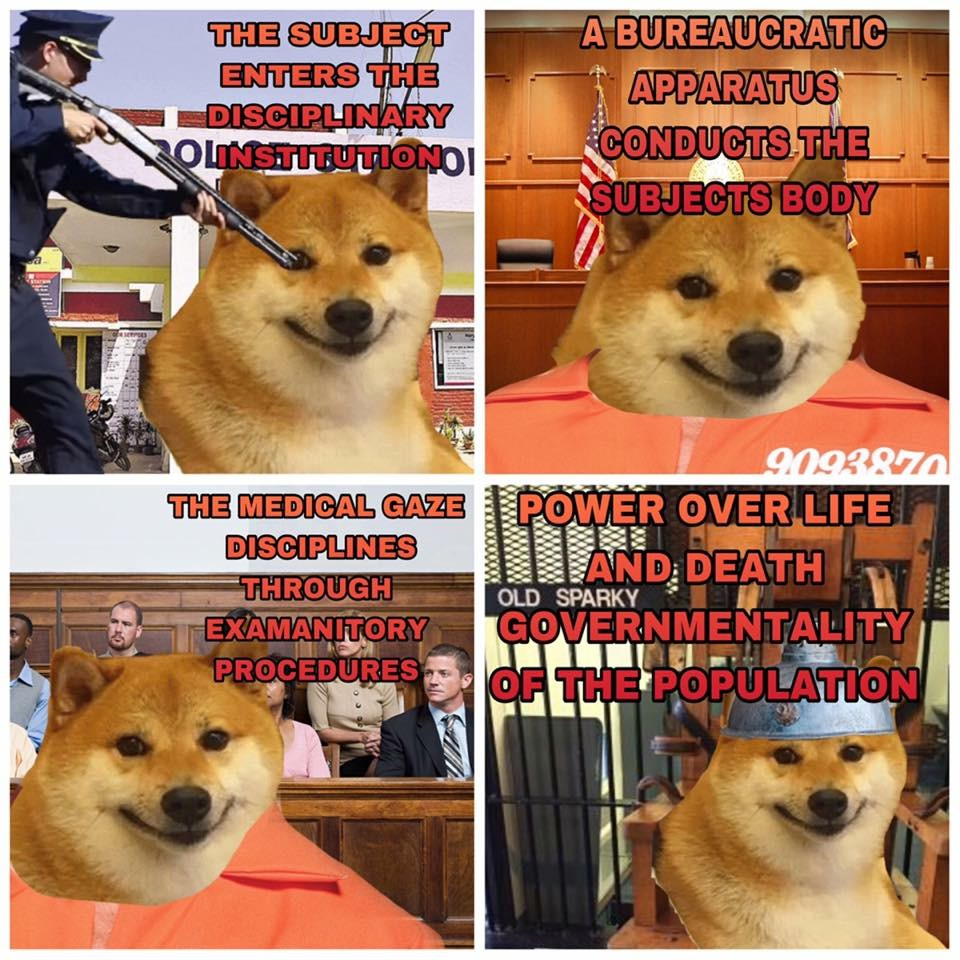 THE SUBJECT
ENTERS THE
DISCIPLINARY
INSTITUTION
POLICE
A BUREAUCRATIC
APPARATUS
CONDUCTS THE
SUBJECTS BODY
9093870
THE MEDICAL GAZE
DISCIPLINES
THROUGH
EXAMANITORY
PROCEDURES
POWER OVER LIFE
AND DEATH
OLD SPARKY
GOVERNMENTALITY
OF THE POPULATION